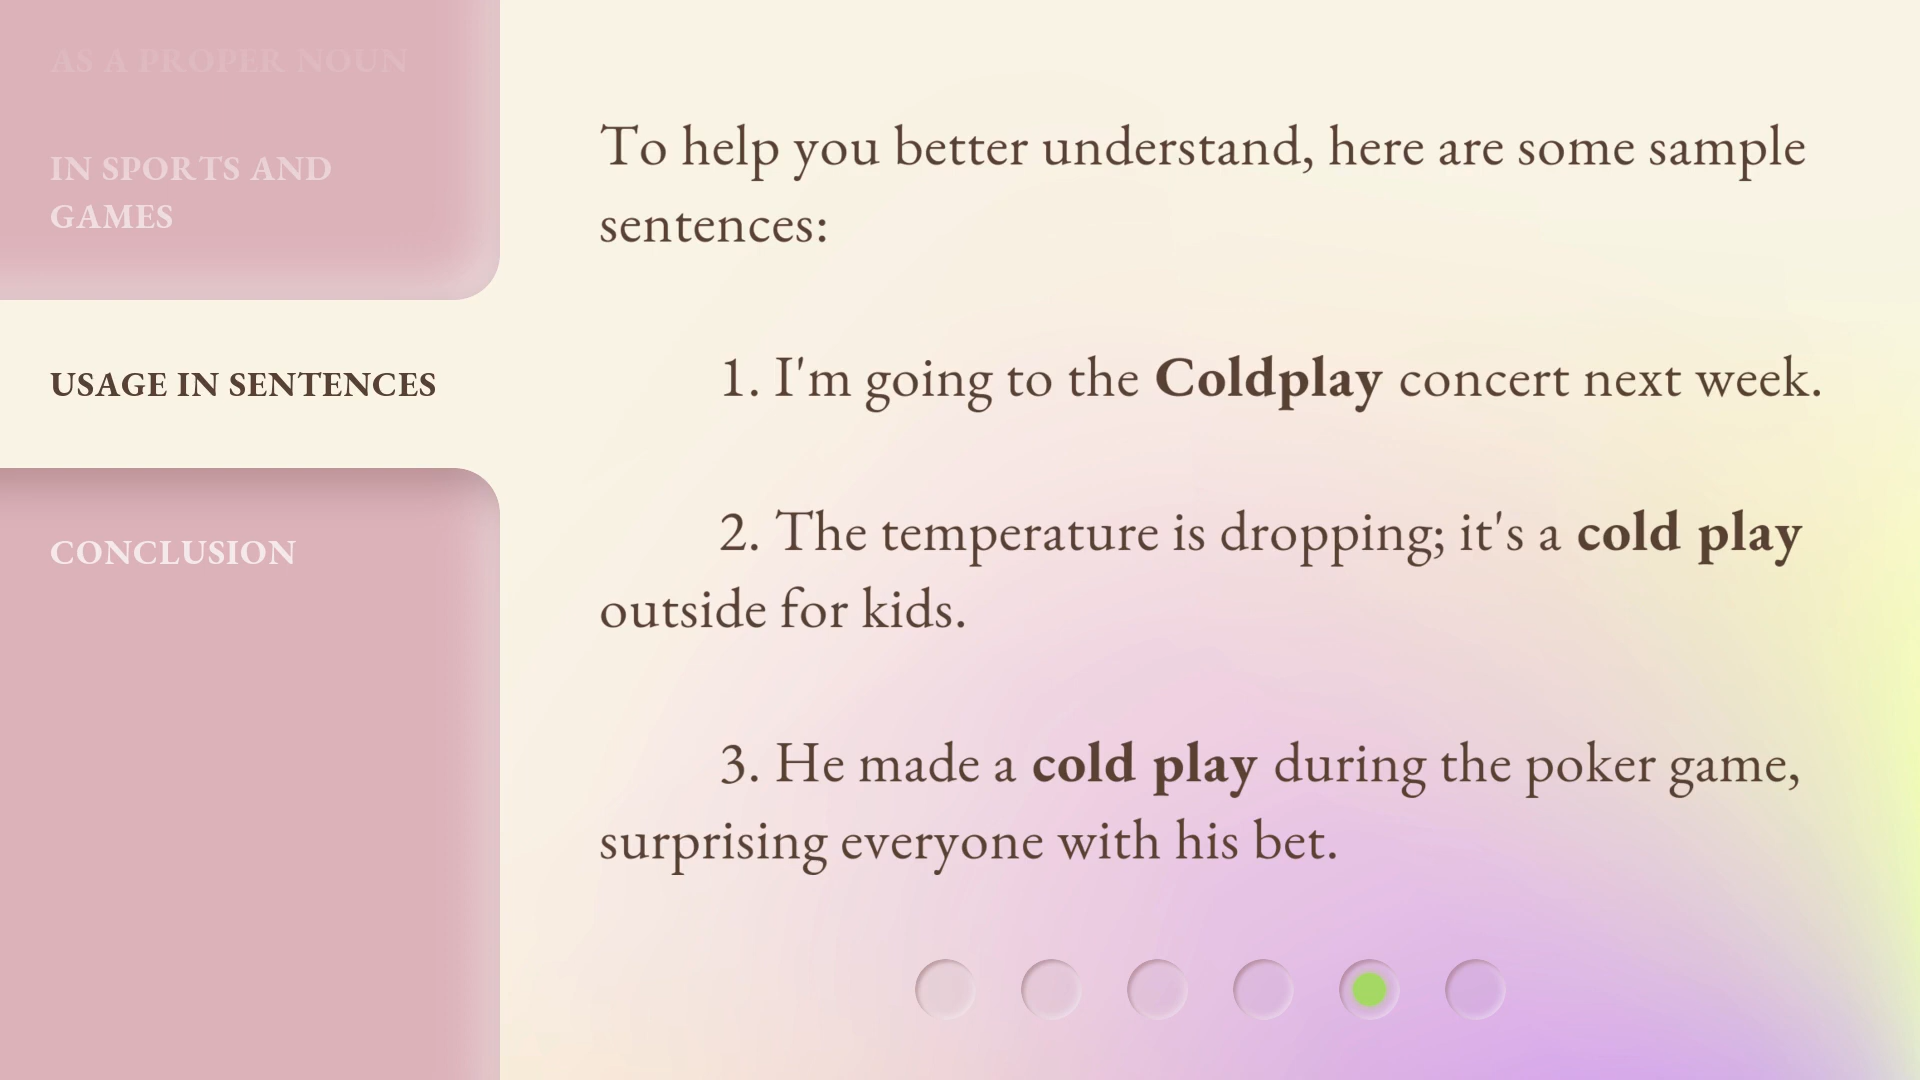 AS A PROPER NOUN
IN SPORTS AND
GAMES
USAGE IN SENTENCES
CONCLUSION
To help you better understand, here are some sample
sentences:
1. I'm going to the Coldplay concert next week.
2. The temperature is dropping; it's a cold play
outside for kids.
3. He made a cold play during the poker game,
surprising everyone with his bet.